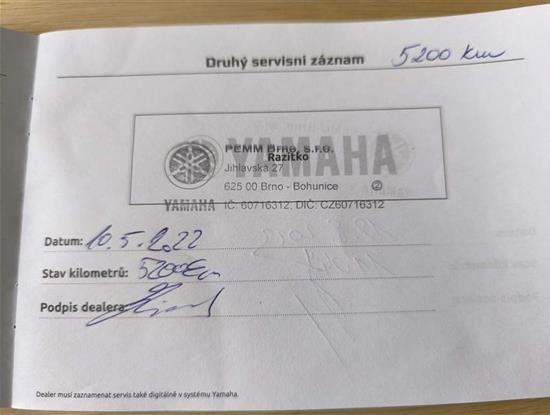 Druhý servisní záznam 5200 km
YAMAHA
PEMM Brno, s.r.o.
Razítko
Jihlavská 27
625 00 Brno - Bohunice 2
YAMAHA IČ: 60716312, DIČ: CZ60716312
Datum: 10.5.2022
Stav kilometrů: 5200 km
Podpis dealera:
Dealer musí zaznamenat servis také digitálně v systému Yamaha.